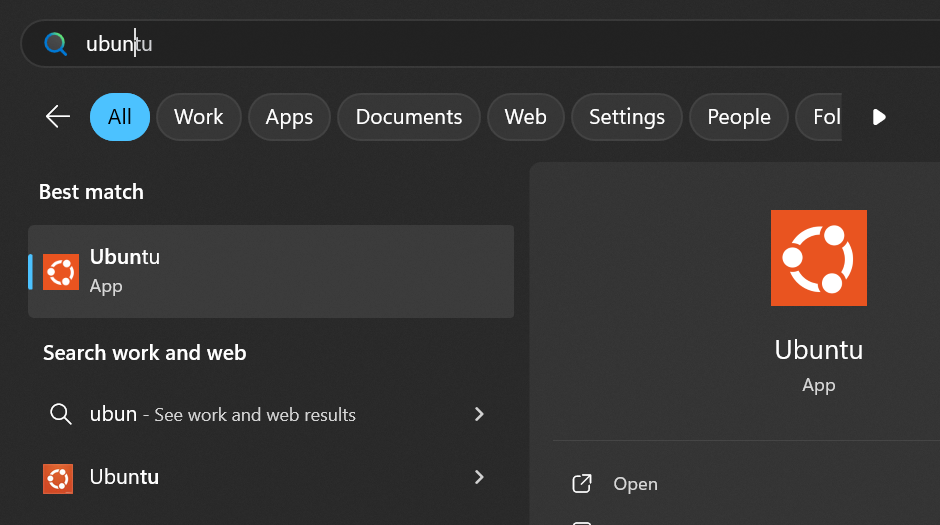 ubuntu
All Work Apps Documents Web Settings People Fol
Best match
Ubuntu
App
Search work and web
ubun - See work and web results
Ubuntu
Ubuntu
App
Open